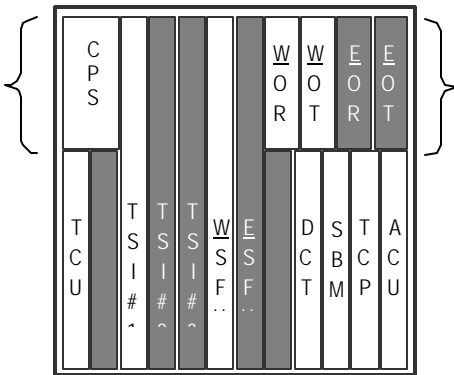 CPS
WOR
WOT
EOR
EOT
TCU
TSI#
TSI#
TSI#
WSF
ESF
DCT
SBM
TCP
ACU